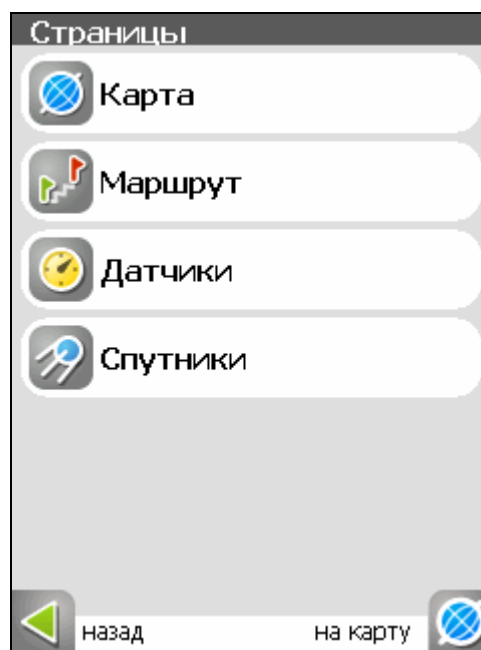 Страницы
Карта
Маршрут
Датчики
Спутники
назад на карту